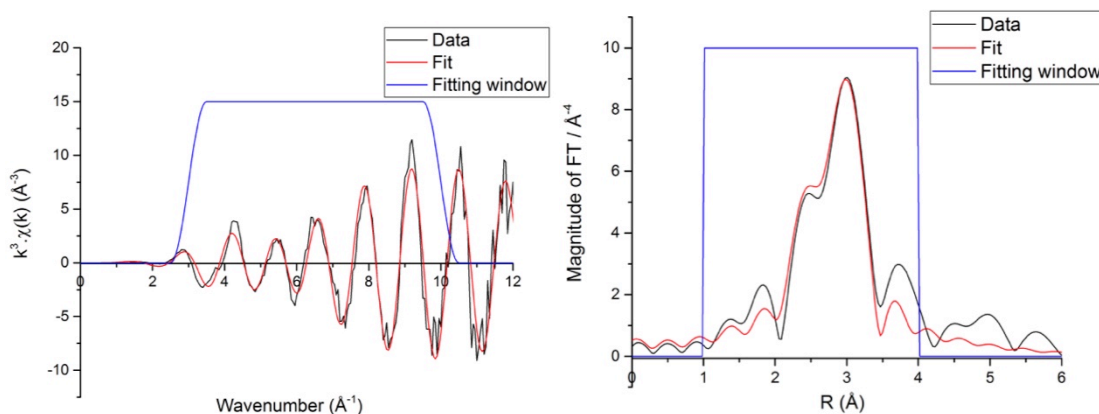 20
15
10
5
0
-5
-10
0
2
4
6
8
10
12
k³.χ(k) (Å⁻³)
Wavenumber (Å⁻¹)
Data
Fit
Fitting window
10
8
6
4
2
0
0
1
2
3
4
5
6
Magnitude of FT / Å⁻⁴
R (Å)
Data
Fit
Fitting window